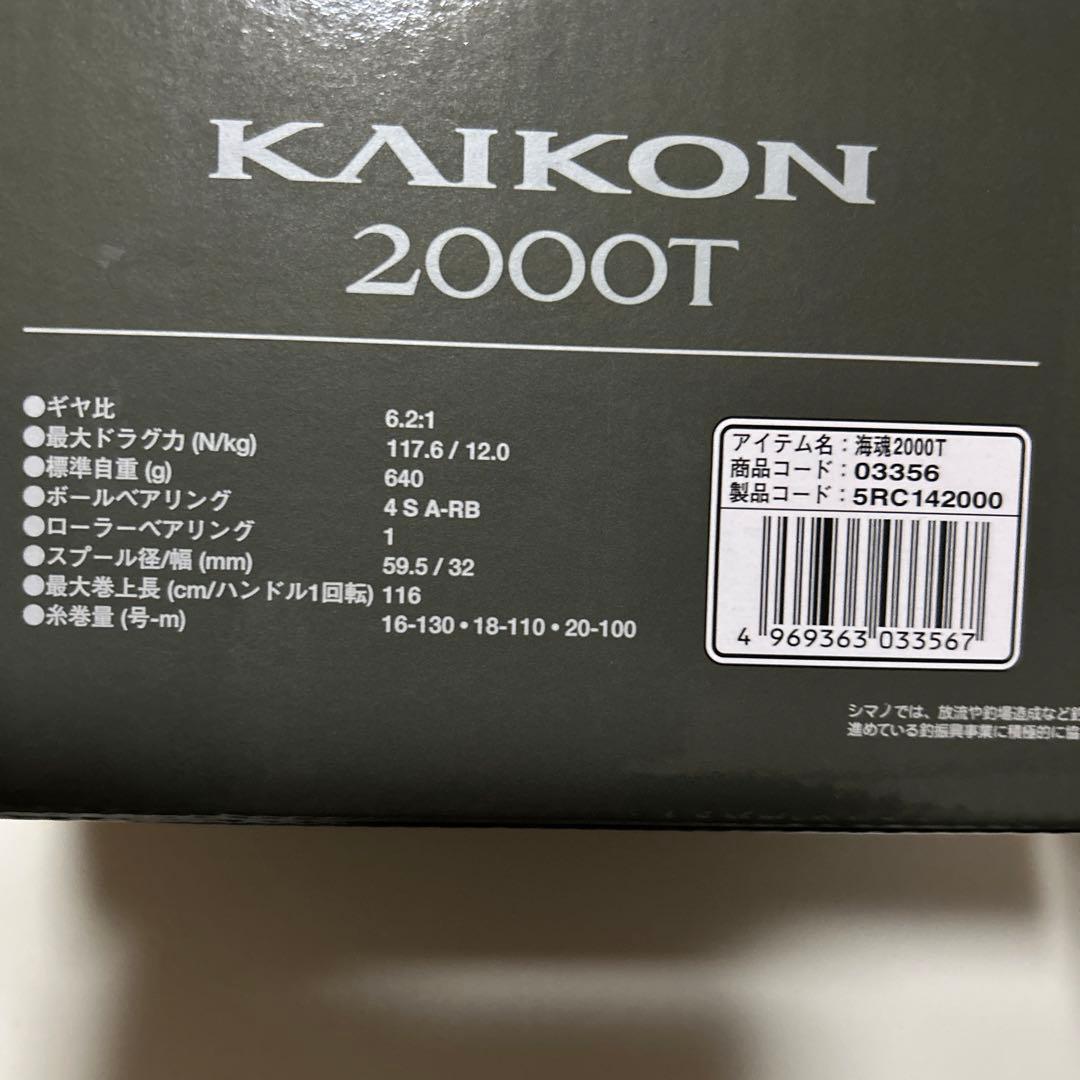 KAIKON
2000T
●ギヤ比 6.2:1
●最大ドラグ力 (N/kg) 117.6 / 12.0
●標準自重 (g) 640
●ボールベアリング 4 S A-RB
●ローラーベアリング 1
●スプール径/幅 (mm) 59.5 / 32
●最大巻上長 (cm/ハンドル1回転) 116
●糸巻量 (号-m) 16-130・18-110・20-100
アイテム名：海魂2000T
商品コード：03356
製品コード：5RC142000
4 969363 033567
シマノでは、放流や釣場造成など
進めている釣振興事業に積極的に